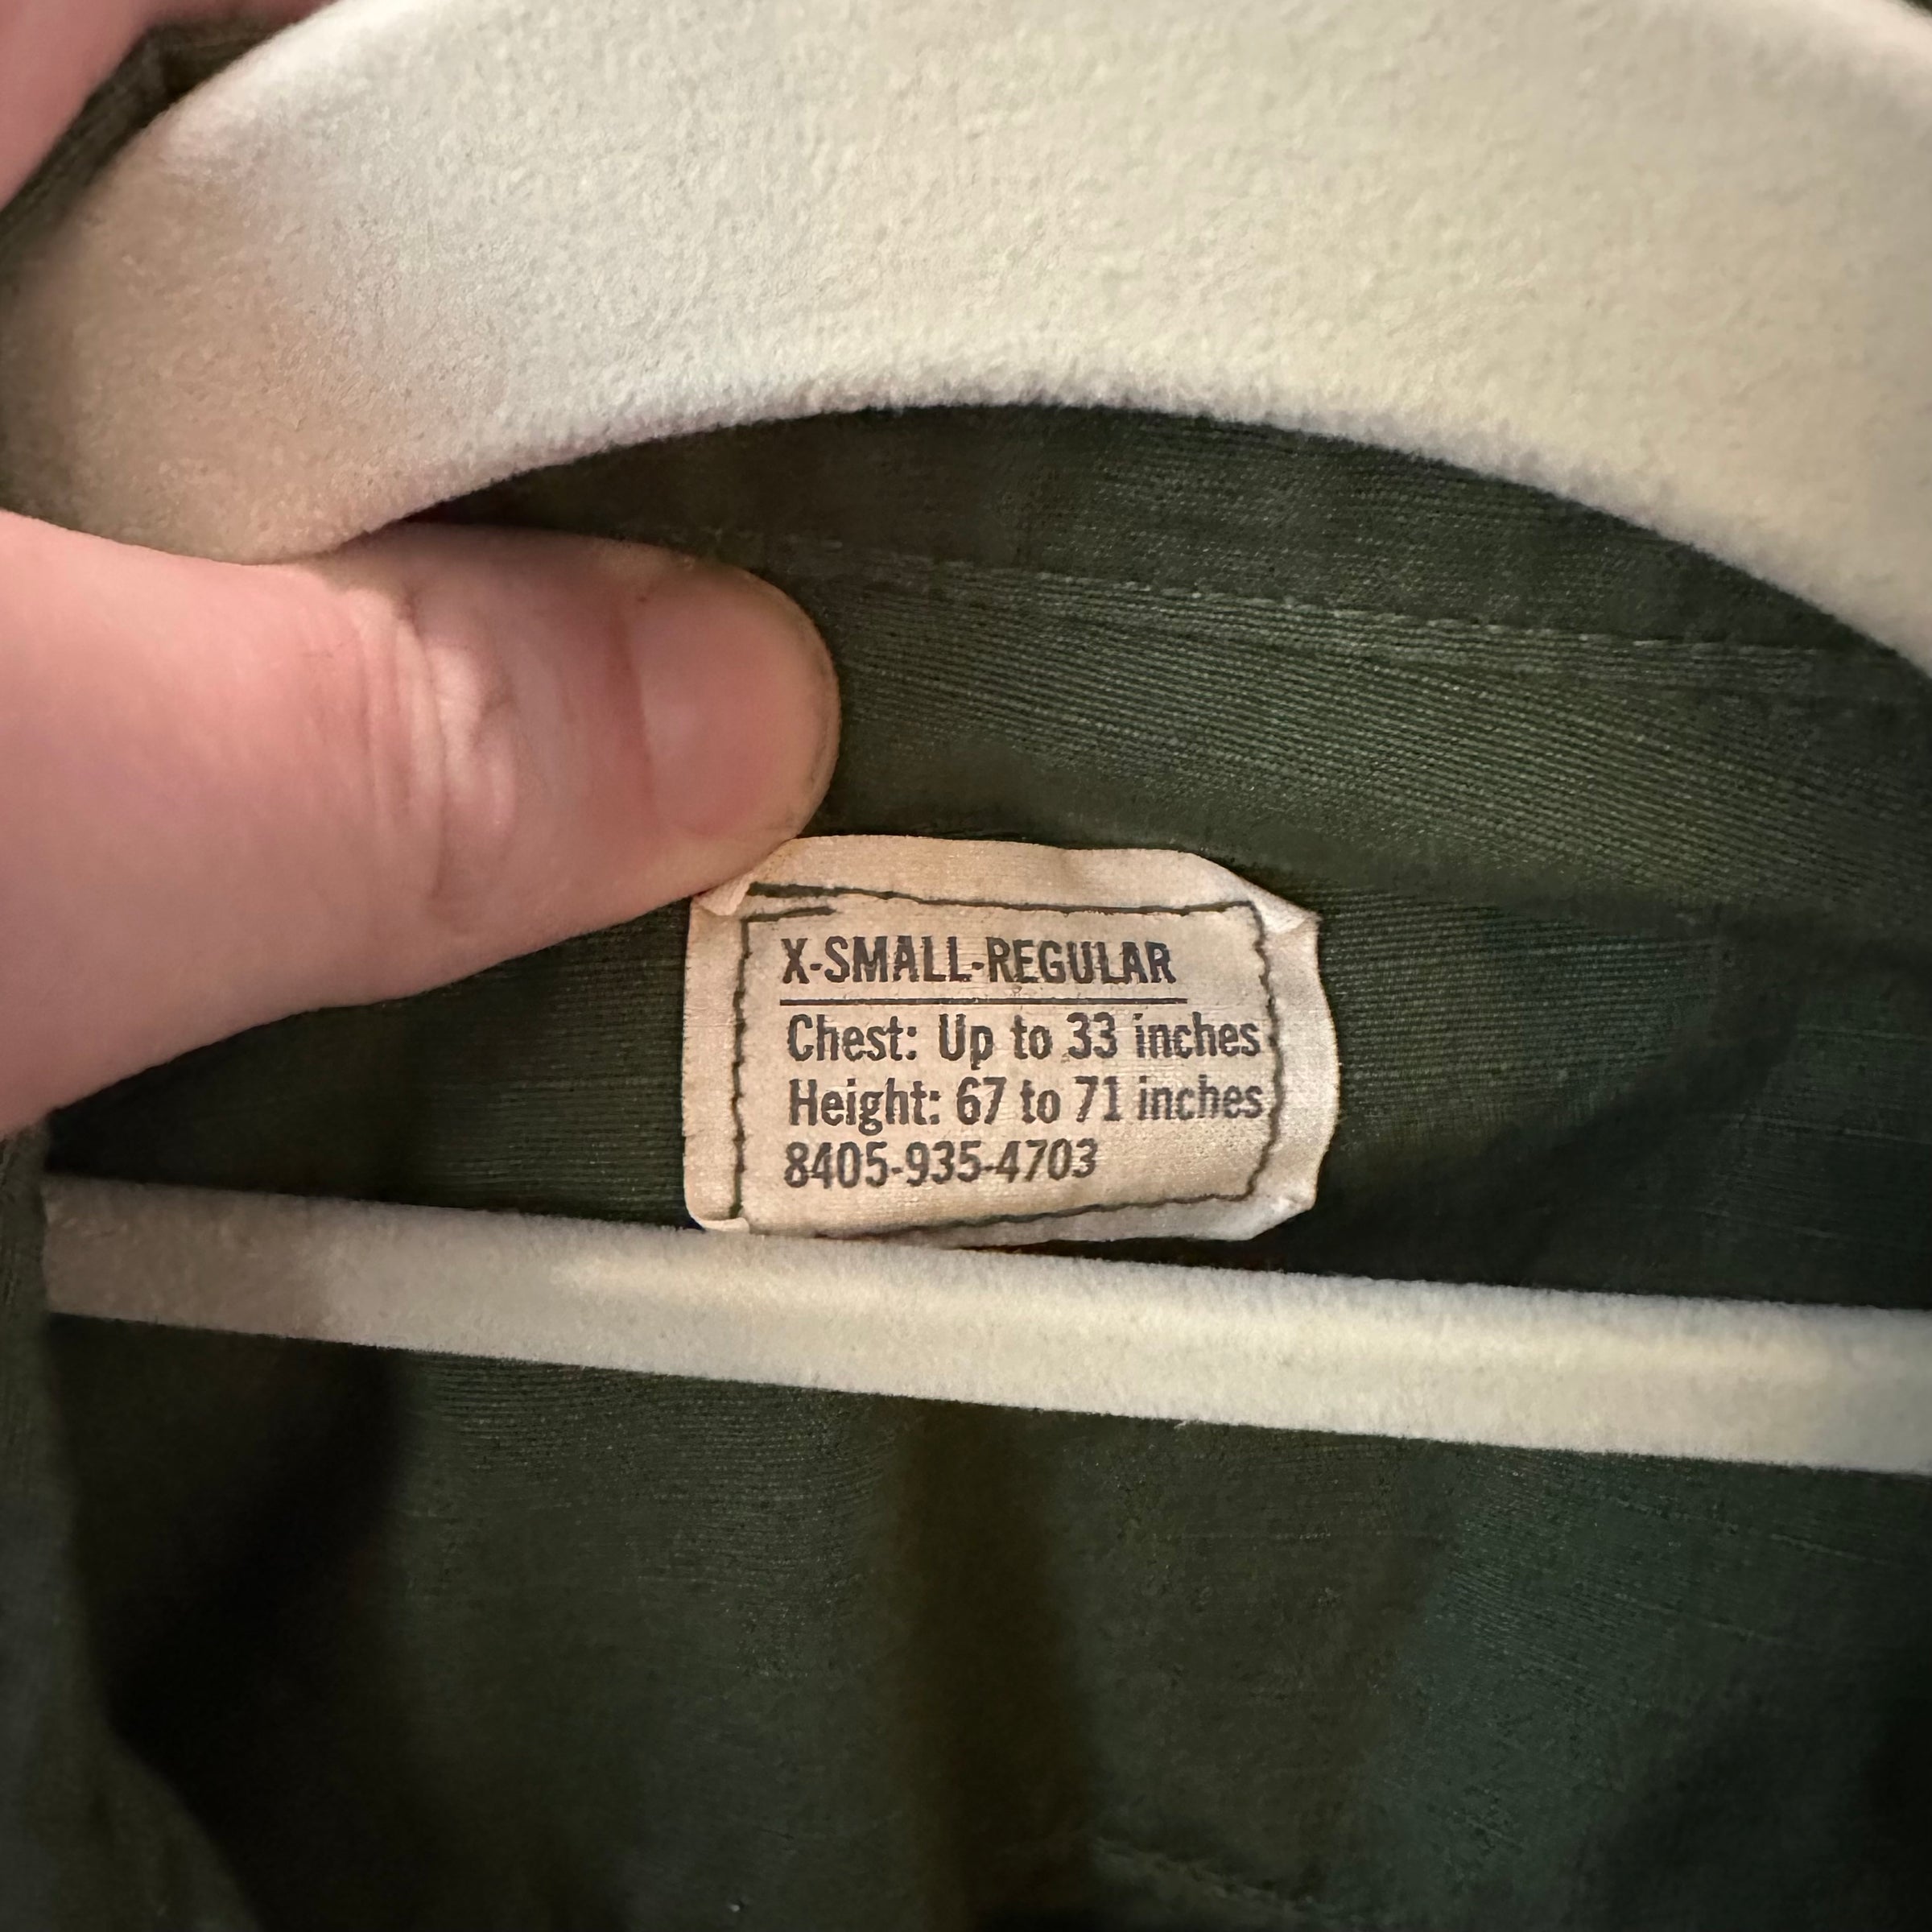 X-SMALL-REGULAR
Chest: Up to 33 inches
Height: 67 to 71 inches
8405-935-4703